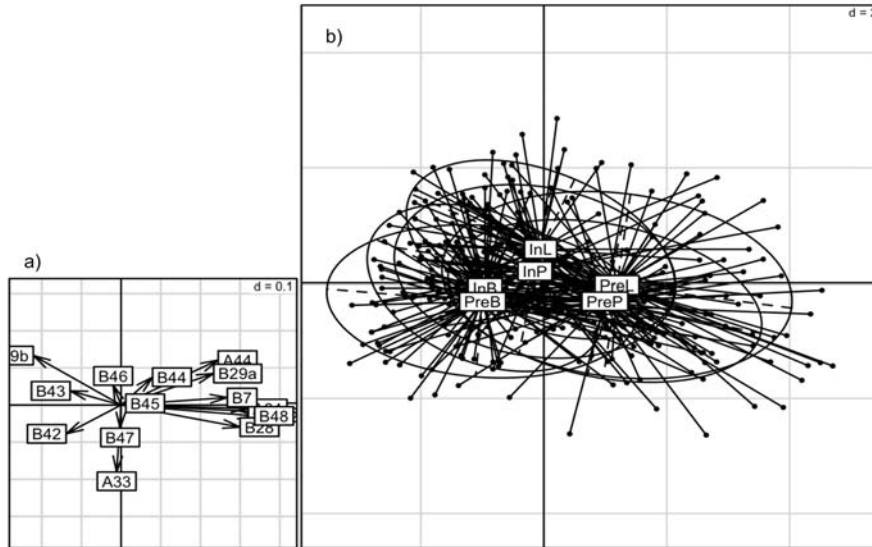 a)
d = 0.1
9b
A44
B46
B44
B29a
B43
B45
B7
B48
B28
B42
B47
A33
b)
d = 2
InL
InP
InB
PreL
PreB
PreP